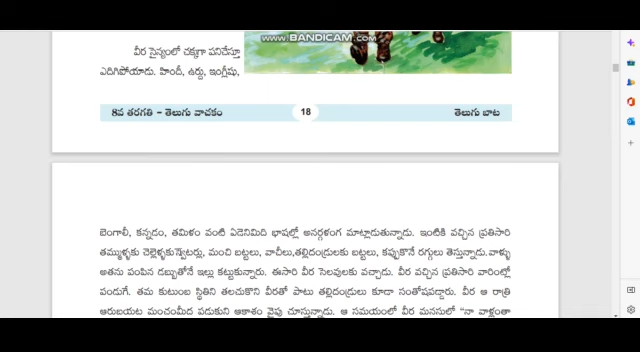 www.BANDICAM.com
వీర సైన్యంలో చక్కగా పనిచేస్తూ
ఎదిగిపోయాడు. హిందీ, ఉర్దు, ఇంగ్లీషు,
8వ తరగతి - తెలుగు వాచకం 18 తెలుగు బాట
బెంగాలీ, కన్నడం, తమిళం వంటి ఏడెనిమిది భాషల్లో అనర్గళంగ మాట్లాడుతున్నాడు. ఇంటికి వచ్చిన ప్రతిసారి
తమ్ముళ్ళకు చెల్లెళ్ళకుస్వెటర్లు, మంచి బట్టలు, వాచీలు,తల్లిదండ్రులకు బట్టలు, కప్పుకొనే రగ్గులు తెస్తున్నాడు.వాళ్ళు
అతను పంపిన డబ్బుతోనే ఇల్లు కట్టుకున్నారు. ఈసారి వీర సెలవులకు వచ్చాడు. వీర వచ్చిన ప్రతిసారి వారింట్లో
పండుగే. తమ కుటుంబ స్థితిని తలచుకొని వీరతో పాటు తల్లిదండ్రులు కూడా సంతోషపడ్డారు. వీర ఆ రాత్రి
ఆరుబయట మంచంమీద పడుకుని ఆకాశం వైపు చూస్తున్నాడు. ఆ సమయంలో వీర మనసులో "నా వాళ్లంతా